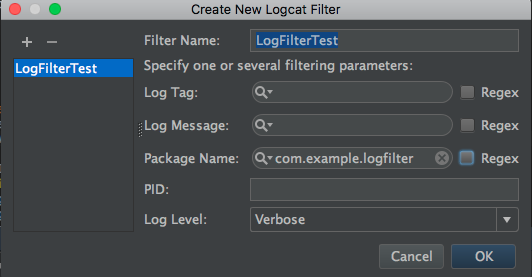 Create New Logcat Filter
Filter Name: LogFilterTest
LogFilterTest
Specify one or several filtering parameters:
Log Tag: Regex
Log Message: Regex
Package Name: com.example.logfilter Regex
PID:
Log Level: Verbose
Cancel OK